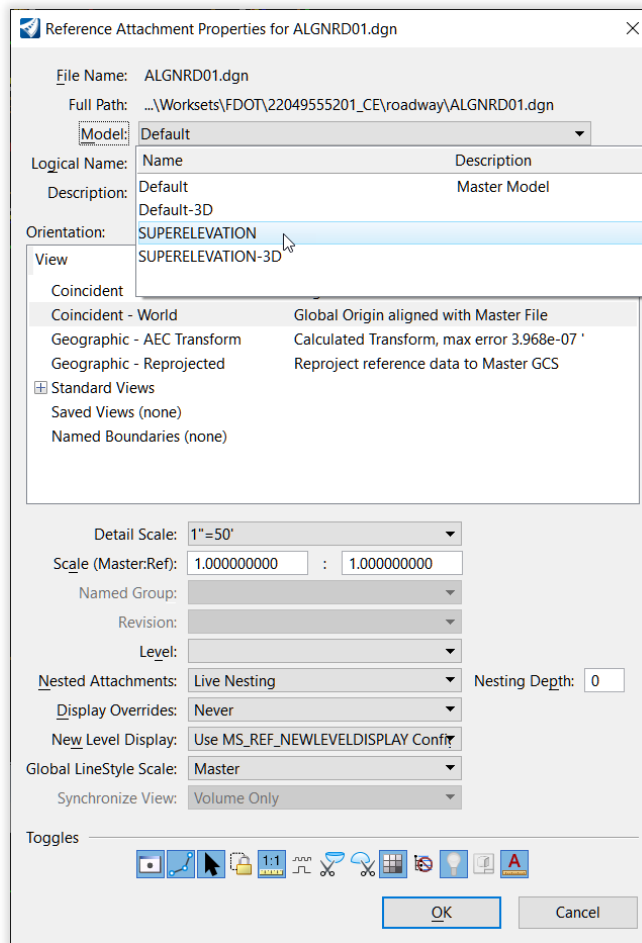 Reference Attachment Properties for ALGNRD01.dgn
File Name: ALGNRD01.dgn
Full Path: ...\Worksets\FDOT\22049555201_CE\roadway\ALGNRD01.dgn
Model: Default
Logical Name: Name Description
Description: Default Master Model
Default-3D
Orientation: SUPERELEVATION
View SUPERELEVATION-3D
Coincident
Coincident - World Global Origin aligned with Master File
Geographic - AEC Transform Calculated Transform, max error 3.968e-07 '
Geographic - Reprojected Reproject reference data to Master GCS
Standard Views
Saved Views (none)
Named Boundaries (none)
Detail Scale: 1"=50'
Scale (Master:Ref): 1.000000000 : 1.000000000
Named Group:
Revision:
Level:
Nested Attachments: Live Nesting Nesting Depth: 0
Display Overrides: Never
New Level Display: Use MS_REF_NEWLEVELDISPLAY
Global LineStyle Scale: Master
Synchronize View: Volume Only
Toggles
1:1 A
OK Cancel